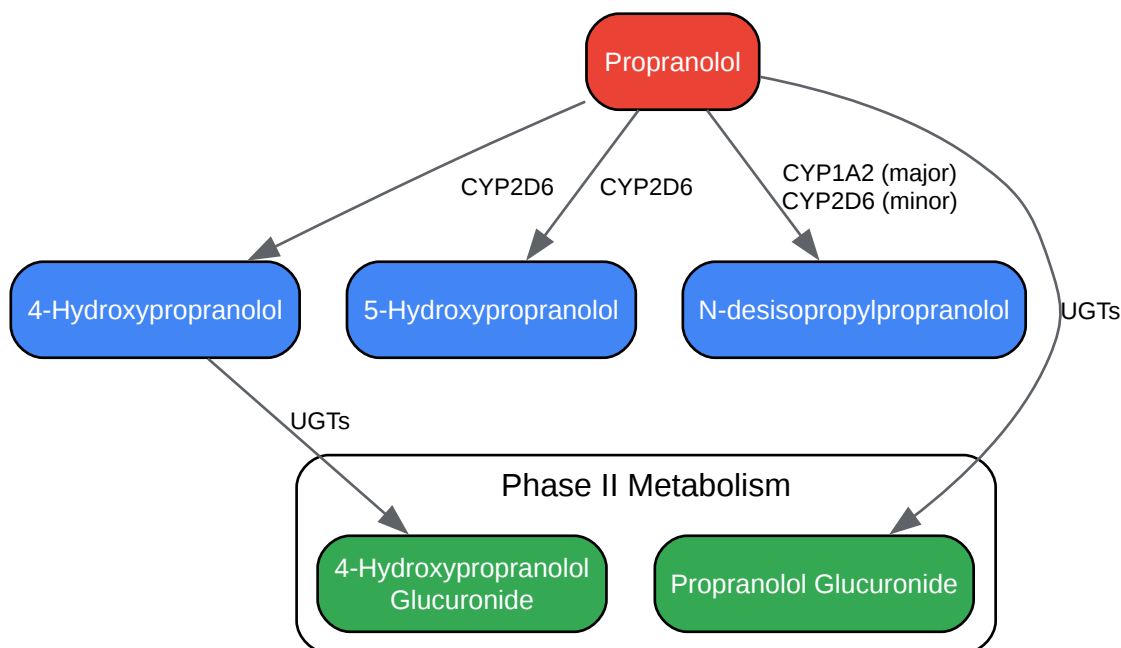 Propranolol
CYP2D6
CYP2D6
CYP1A2 (major)
CYP2D6 (minor)
4-Hydroxypropranolol
5-Hydroxypropranolol
N-desisopropylpropranolol
UGTs
UGTs
Phase II Metabolism
4-Hydroxypropranolol
Glucuronide
Propranolol Glucuronide